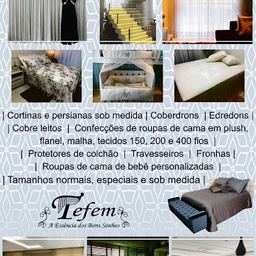 | Cortinas e persianas sob medida | Coberdrons | Edredons |
| Cobre leitos | Confecções de roupas de cama em plush,
flanel, malha, tecidos 150, 200 e 400 fios |
| Protetores de colchão | Travesseiros | Fronhas |
| Roupas de cama de bebê personalizadas |
| Tamanhos normais, especiais e sob medida |
Tefem
A Essência dos Bons Sonhos